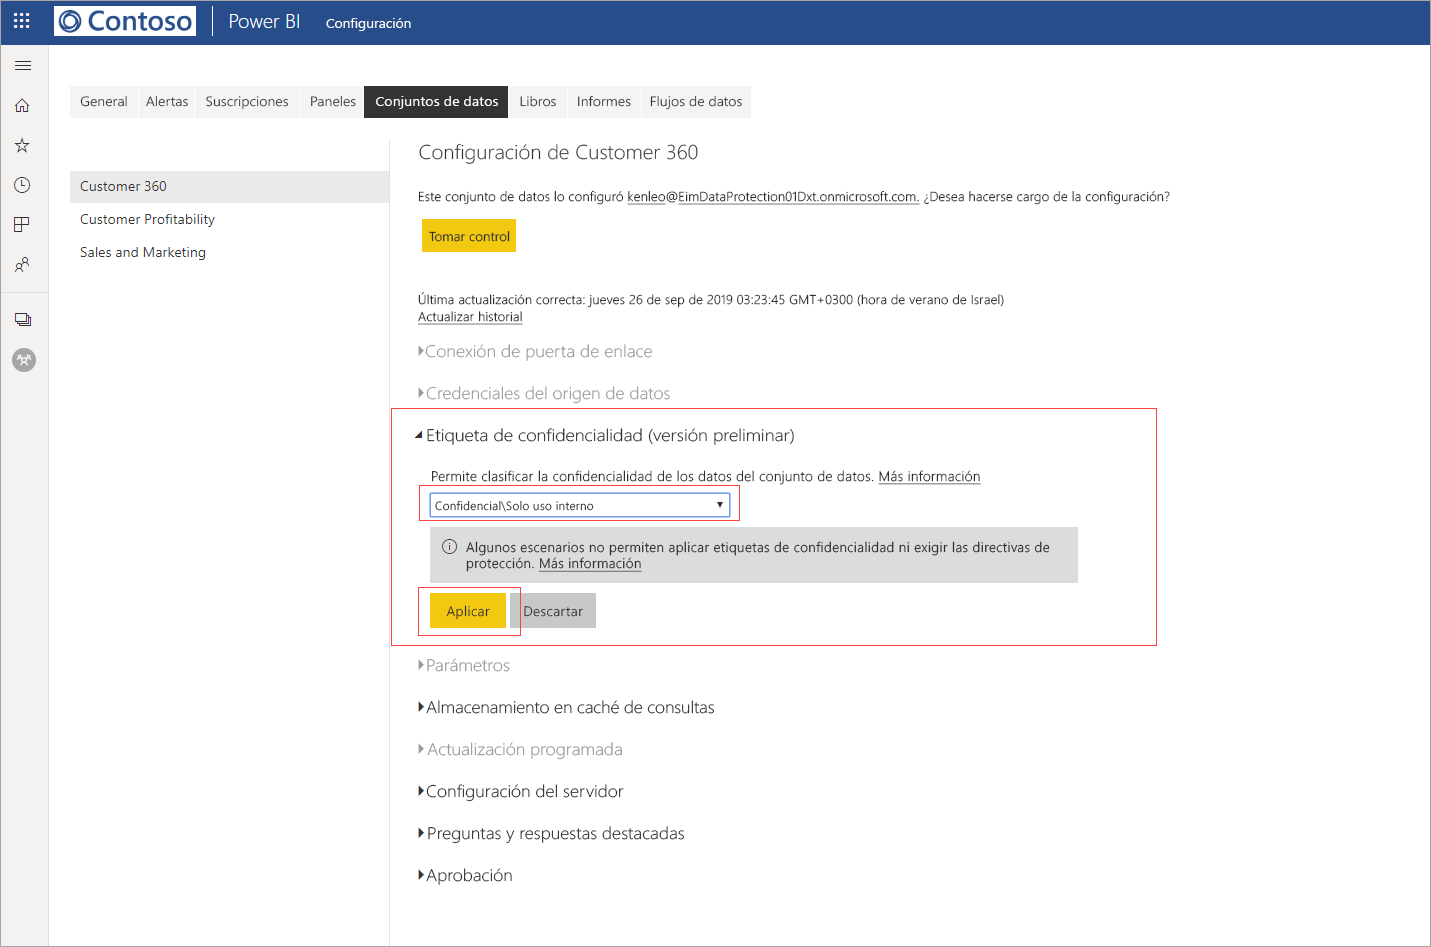 Contoso
Power BI
Configuración
General
Alertas
Suscripciones
Paneles
Conjuntos de datos
Libros
Informes
Flujos de datos
Customer 360
Customer Profitability
Sales and Marketing
Configuración de Customer 360
Este conjunto de datos lo configuró kenleo@EimDataProtection01Dxt.onmicrosoft.com. ¿Desea hacerse cargo de la configuración?
Tomar control
Última actualización correcta: jueves 26 de sep de 2019 03:23:45 GMT+0300 (hora de verano de Israel)
Actualizar historial
Conexión de puerta de enlace
Credenciales del origen de datos
Etiqueta de confidencialidad (versión preliminar)
Permite clasificar la confidencialidad de los datos del conjunto de datos. Más información
Confidencial\Solo uso interno
Algunos escenarios no permiten aplicar etiquetas de confidencialidad ni exigir las directivas de
protección. Más información
Aplicar
Descartar
Parámetros
Almacenamiento en caché de consultas
Actualización programada
Configuración del servidor
Preguntas y respuestas destacadas
Aprobación